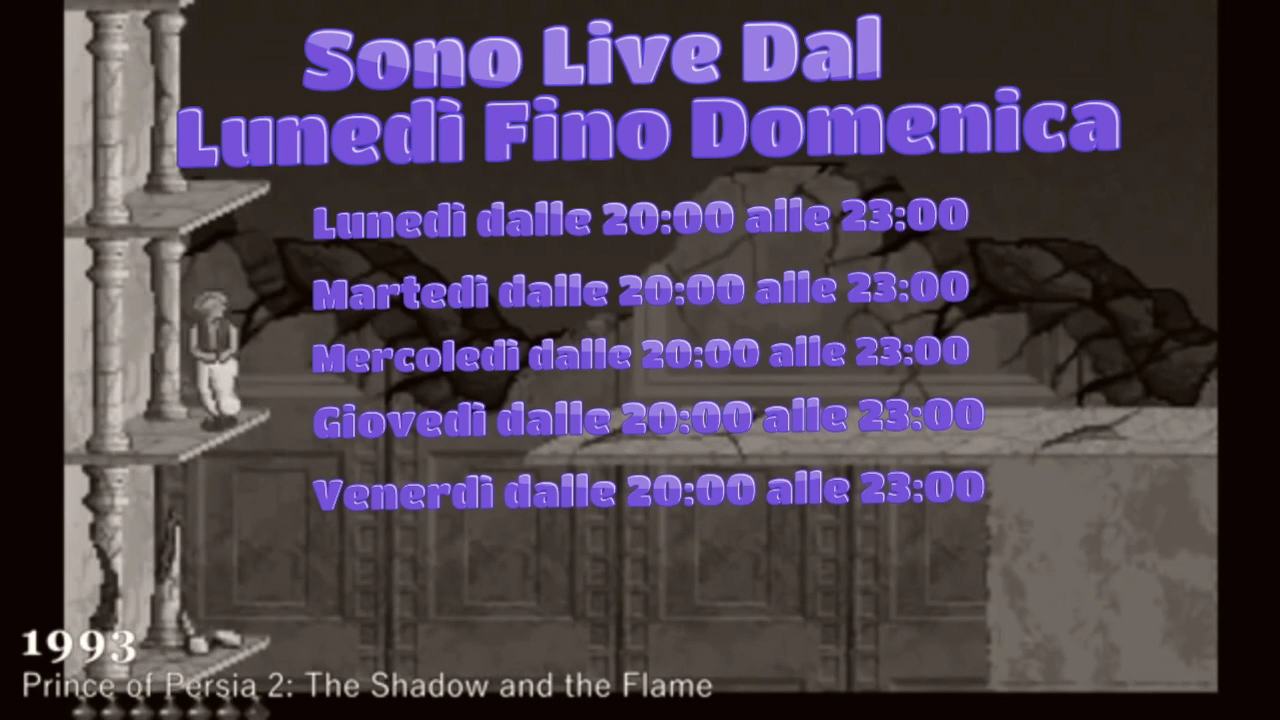 Sono Live Dal
Lunedì Fino Domenica
Lunedì dalle 20:00 alle 23:00
Martedì dalle 20:00 alle 23:00
Mercoledì dalle 20:00 alle 23:00
Giovedì dalle 20:00 alle 23:00
Venerdì dalle 20:00 alle 23:00
1993
Prince of Persia 2: The Shadow and the Flame